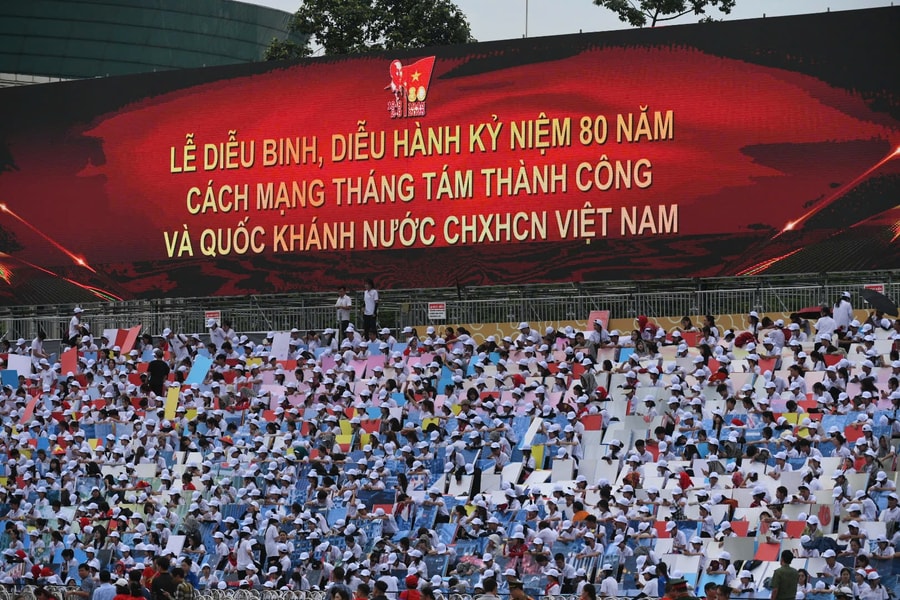 80
LỄ DIỄU BINH, DIỄU HÀNH KỶ NIỆM 80 NĂM
CÁCH MẠNG THÁNG TÁM THÀNH CÔNG
VÀ QUỐC KHÁNH NƯỚC CHXHCN VIỆT NAM